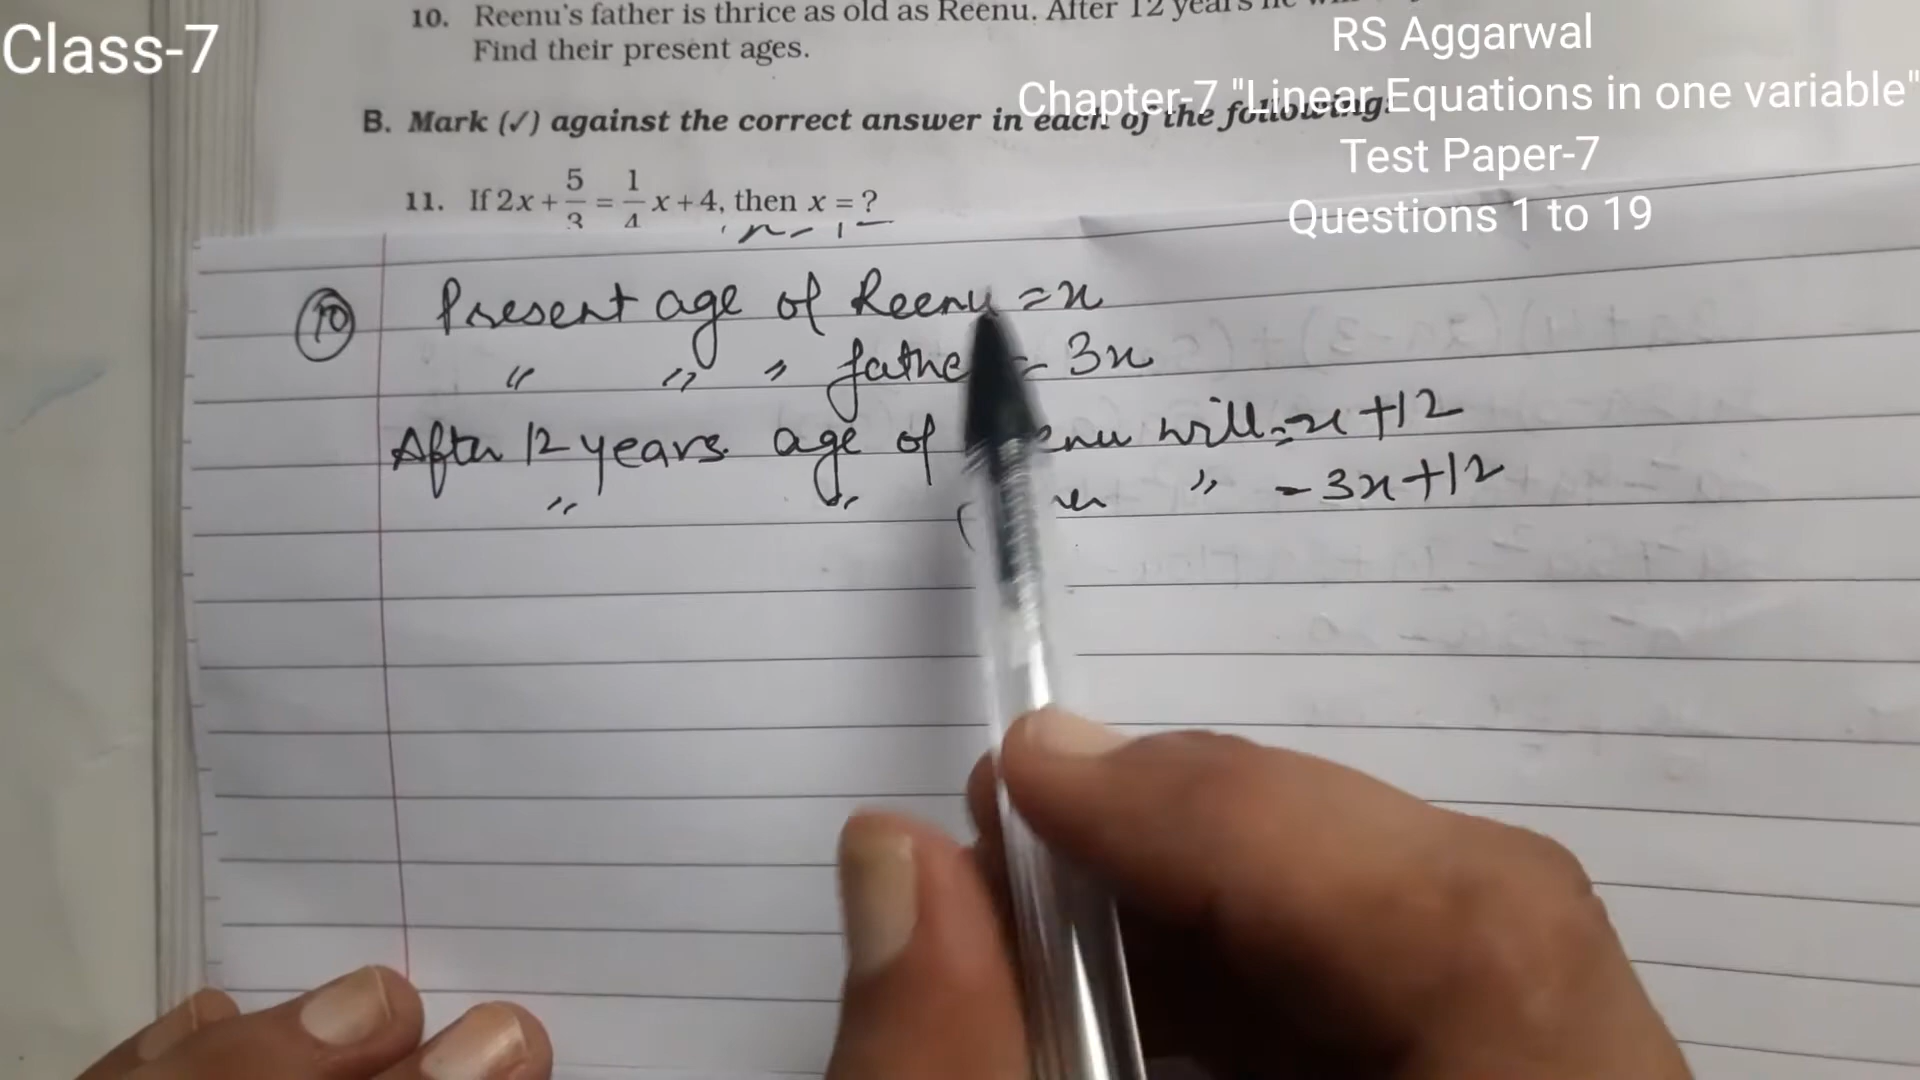 Class-7
RS Aggarwal
Chapter-7 "Linear Equations in one variable"
Test Paper-7
Questions 1 to 19
10. Reenu's father is thrice as old as Reenu. After 12 years he
Find their present ages.
B. Mark (✓) against the correct answer in each of the following:
11. If 2x + 5/3 = 1/4 x + 4, then x = ?
10 Present age of Reenu = x
〃 〃 〃 father = 3x
After 12 years age of enu will = x + 12
〃 〃 〃 = 3x + 12